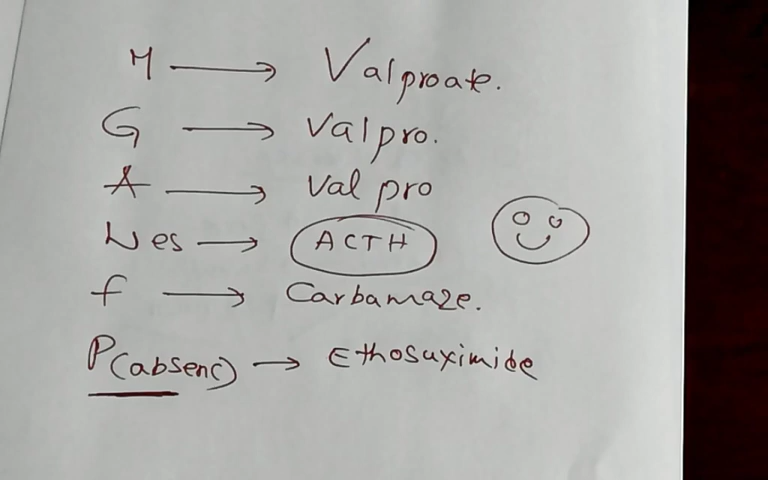 M → Valproate.
G → Valpro.
A → Val pro
Wes → ACTH
f → Carbamaze.
P(absenc) → Ethosuximide